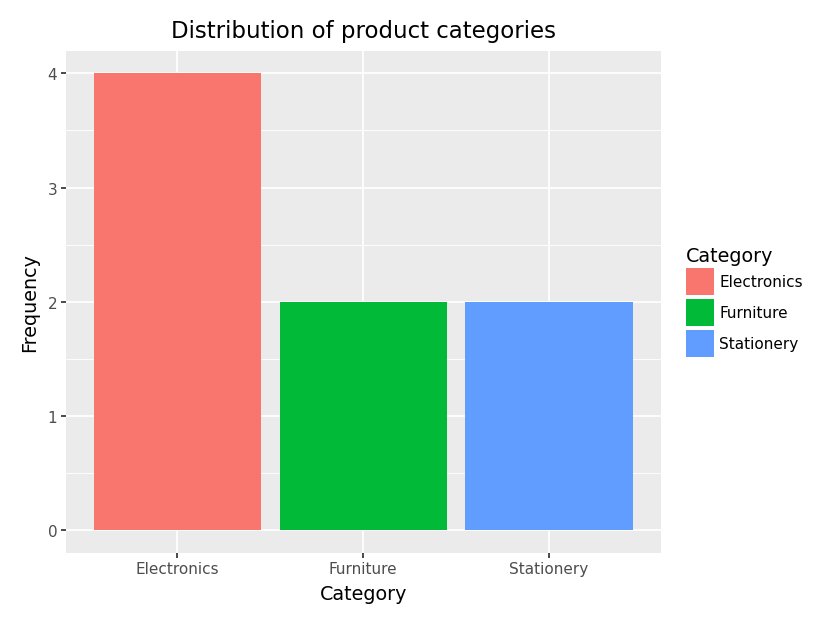 Distribution of product categories
4
3
2
1
0
Frequency
Electronics
Furniture
Stationery
Category
Category
Electronics
Furniture
Stationery